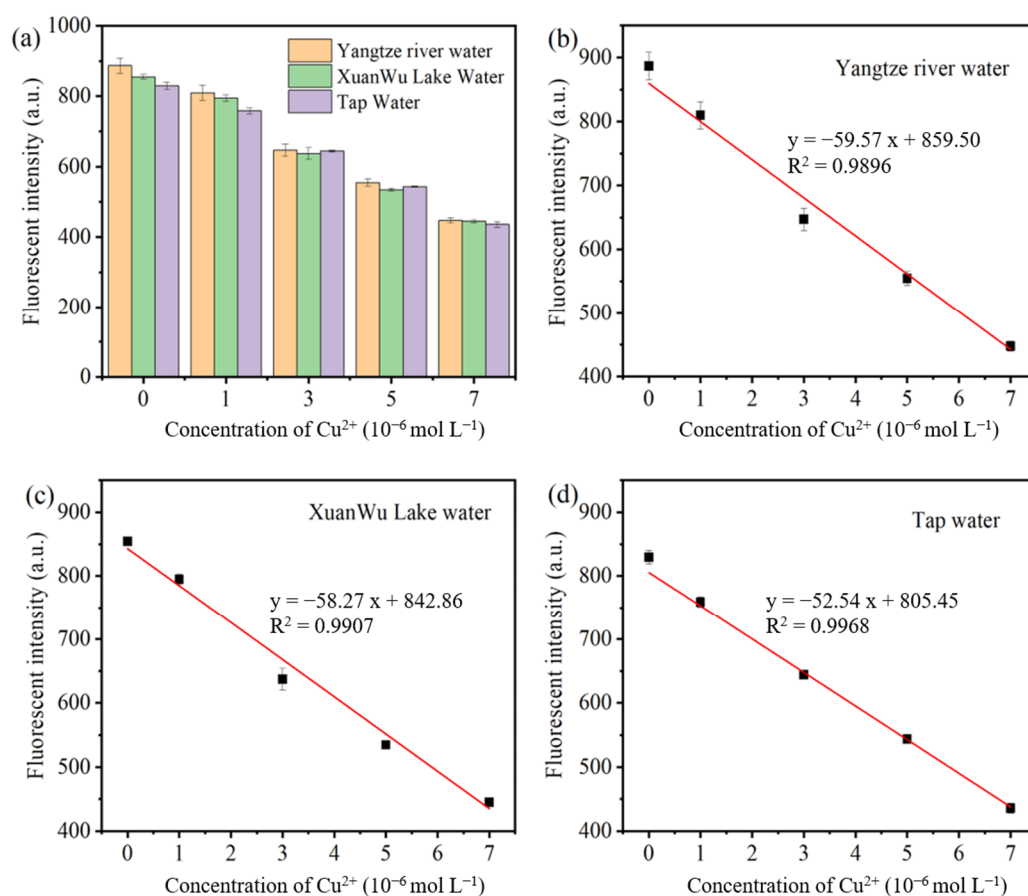 (a)
1000
800
600
400
200
0
Fluorescent intensity (a.u.)
Yangtze river water
XuanWu Lake Water
Tap Water
0 1 3 5 7
Concentration of Cu²⁺ (10⁻⁶ mol L⁻¹)
(b)
900
800
700
600
500
400
Fluorescent intensity (a.u.)
Yangtze river water
y = −59.57 x + 859.50
R² = 0.9896
0 1 2 3 4 5 6 7
Concentration of Cu²⁺ (10⁻⁶ mol L⁻¹)
(c)
900
800
700
600
500
400
Fluorescent intensity (a.u.)
XuanWu Lake water
y = −58.27 x + 842.86
R² = 0.9907
0 1 2 3 4 5 6 7
Concentration of Cu²⁺ (10⁻⁶ mol L⁻¹)
(d)
900
800
700
600
500
400
Fluorescent intensity (a.u.)
Tap water
y = −52.54 x + 805.45
R² = 0.9968
0 1 2 3 4 5 6 7
Concentration of Cu²⁺ (10⁻⁶ mol L⁻¹)